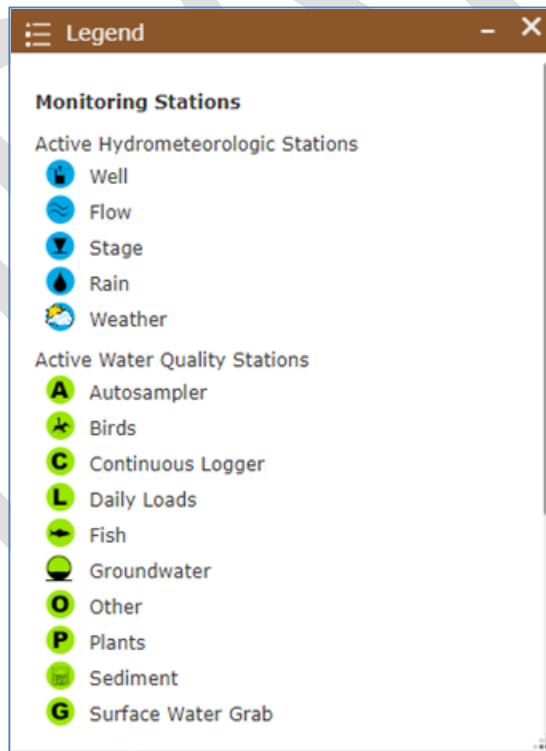 Legend
Monitoring Stations
Active Hydrometeorologic Stations
Well
Flow
Stage
Rain
Weather
Active Water Quality Stations
A Autosampler
Birds
C Continuous Logger
L Daily Loads
Fish
Groundwater
O Other
P Plants
Sediment
G Surface Water Grab